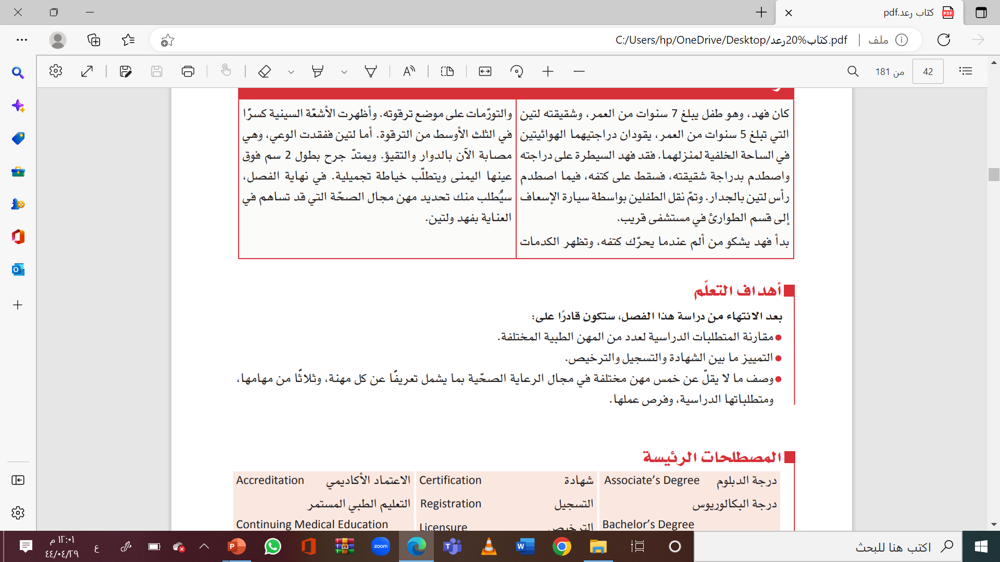 كتاب رعد.pdf
ملف
C:/Users/hp/OneDrive/Desktop/كتاب%20رعد.pdf
42
من 181
كان فهد، وهو طفل يبلغ 7 سنوات من العمر، وشقيقته لتين
التي تبلغ 5 سنوات من العمر، يقودان دراجتيهما الهوائيتين
في الساحة الخلفية لمنزلهما. فقد فهد السيطرة على دراجته
واصطدم بدراجة شقيقته، فسقط على كتفه، فيما اصطدم
رأس لتين بالجدار. وتمّ نقل الطفلين بواسطة سيارة الإسعاف
إلى قسم الطوارئ في مستشفى قريب.
بدأ فهد يشكو من ألم عندما يحرّك كتفه، وتظهر الكدمات
والتورّمات على موضع ترقوته. وأظهرت الأشعّة السينية كسرًا
في الثلث الأوسط من الترقوة. أما لتين ففقدت الوعي، وهي
مصابة الآن بالدوار والتقيؤ. ويمتدّ جرح بطول 2 سم فوق
عينها اليمنى ويتطلّب خياطة تجميلية. في نهاية الفصل،
سيُطلب منك تحديد مهن مجال الصحّة التي قد تساهم في
العناية بفهد ولتين.
أهداف التعلّم
بعد الانتهاء من دراسة هذا الفصل، ستكون قادرًا على:
● مقارنة المتطلبات الدراسية لعدد من المهن الطبية المختلفة.
● التمييز ما بين الشهادة والتسجيل والترخيص.
● وصف ما لا يقلّ عن خمس مهن مختلفة في مجال الرعاية الصحّية بما يشمل تعريفًا عن كل مهنة، وثلاثًا من مهامها،
ومتطلباتها الدراسية، وفرص عملها.
المصطلحات الرئيسة
درجة الدبلوم Associate's Degree
درجة البكالوريوس
Bachelor's Degree
شهادة Certification
التسجيل Registration
الترخيص Licensure
الاعتماد الأكاديمي Accreditation
التعليم الطبي المستمر
Continuing Medical Education
اكتب هنا للبحث
zoom
ع
١٢:٠١ م
٤٤/٠٤/٢٩